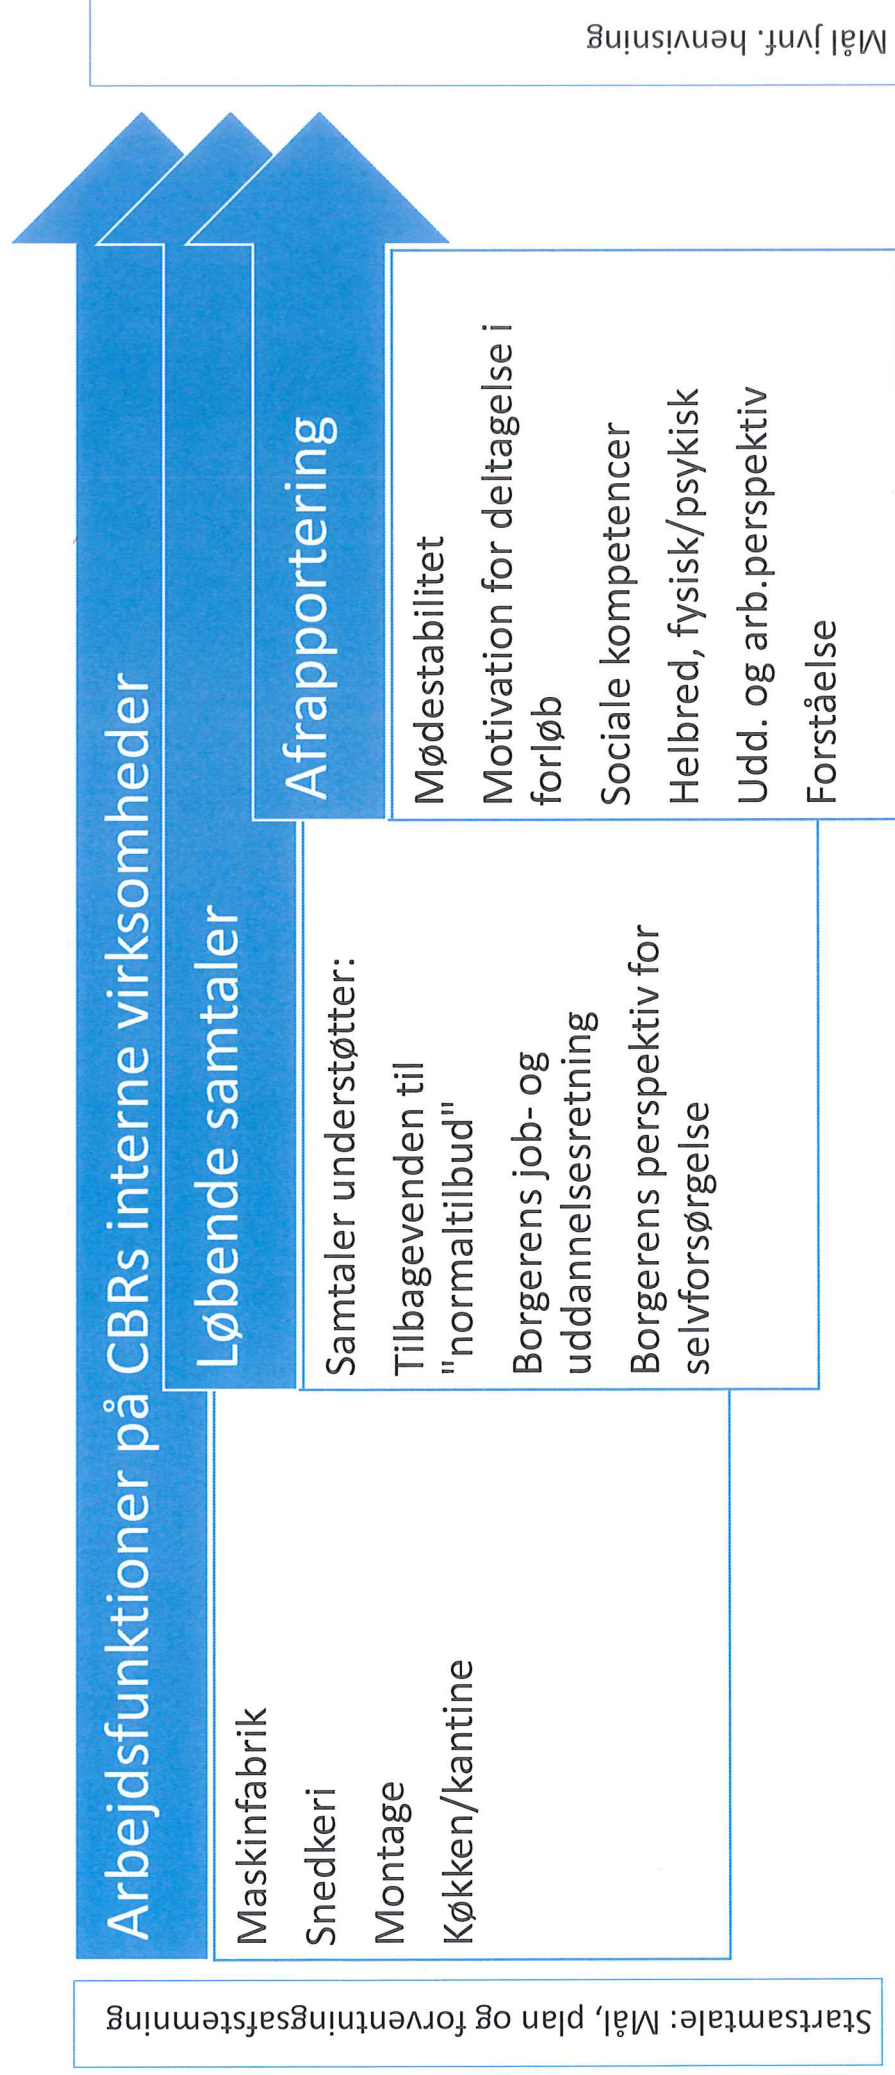 Startsamtale: Mål, plan og forventningsafstemning
Arbejdsfunktioner på CBRs interne virksomheder
Maskinfabrik
Snedkeri
Montage
Køkken/kantine
Løbende samtaler
Samtaler understøtter:
Tilbagevenden til
"normaltilbud"
Borgerens job- og
uddannelsesretning
Borgerens perspektiv for
selvforsørgelse
Afrapportering
Mødestabilitet
Motivation for deltagelse i
forløb
Sociale kompetencer
Helbred, fysisk/psykisk
Udd. og arb.perspektiv
Forståelse
Mål jvnf. henvisning